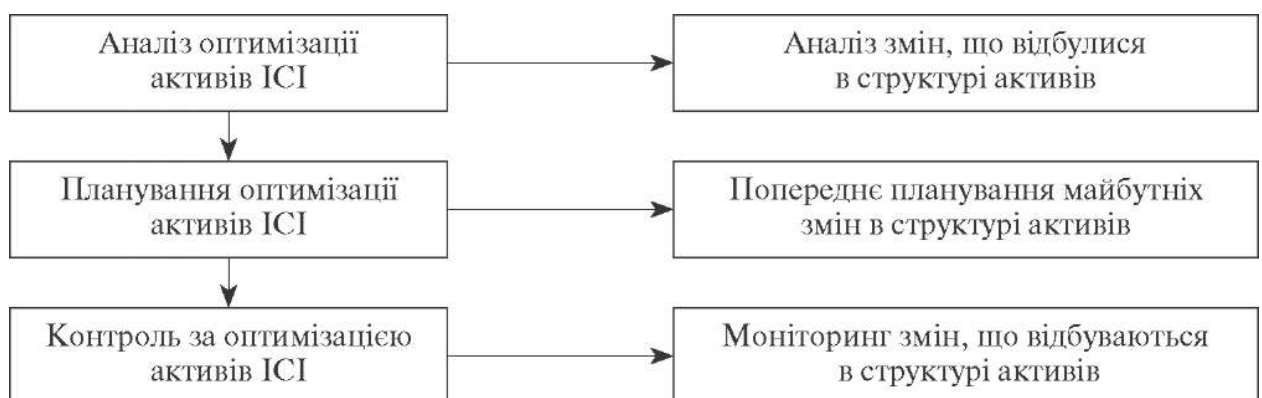 Аналіз оптимізації
активів ІСІ
Аналіз змін, що відбулися
в структурі активів
Планування оптимізації
активів ІСІ
Попереднє планування майбутніх
змін в структурі активів
Контроль за оптимізацією
активів ІСІ
Моніторинг змін, що відбуваються
в структурі активів